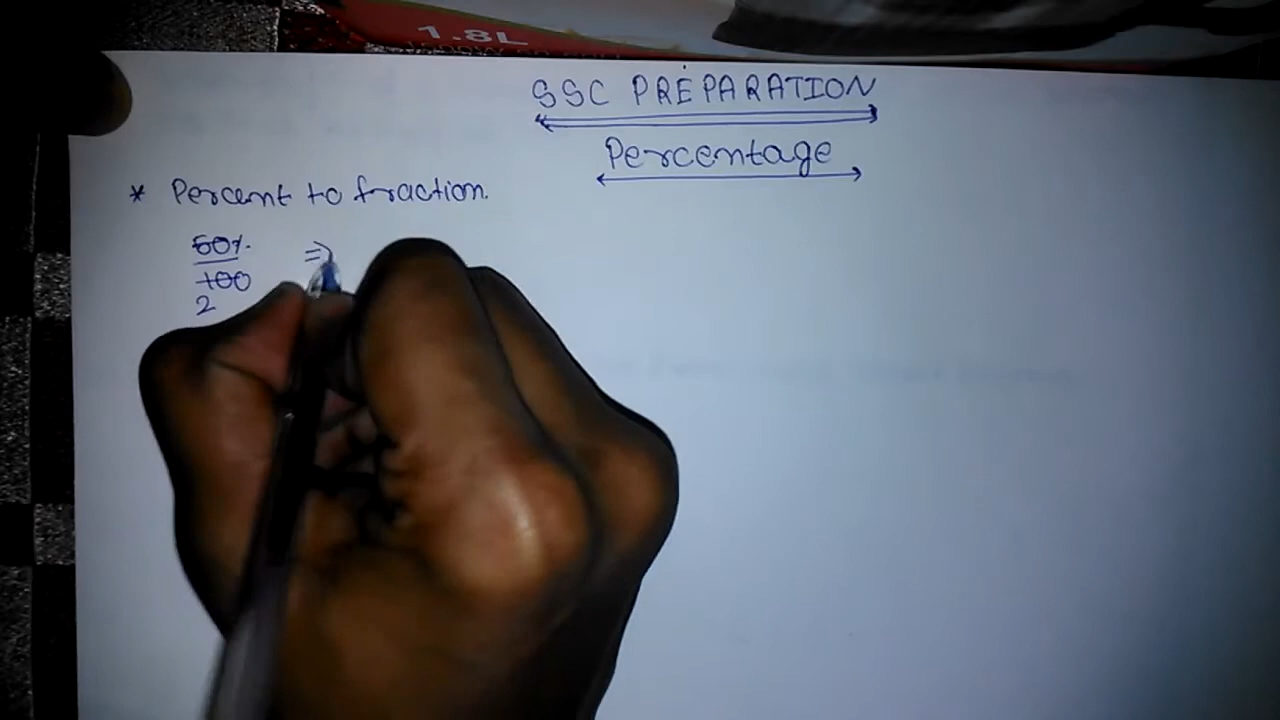 1.8L
SSC PREPARATION
Percentage
* Percent to fraction.
50%
100
2
=>